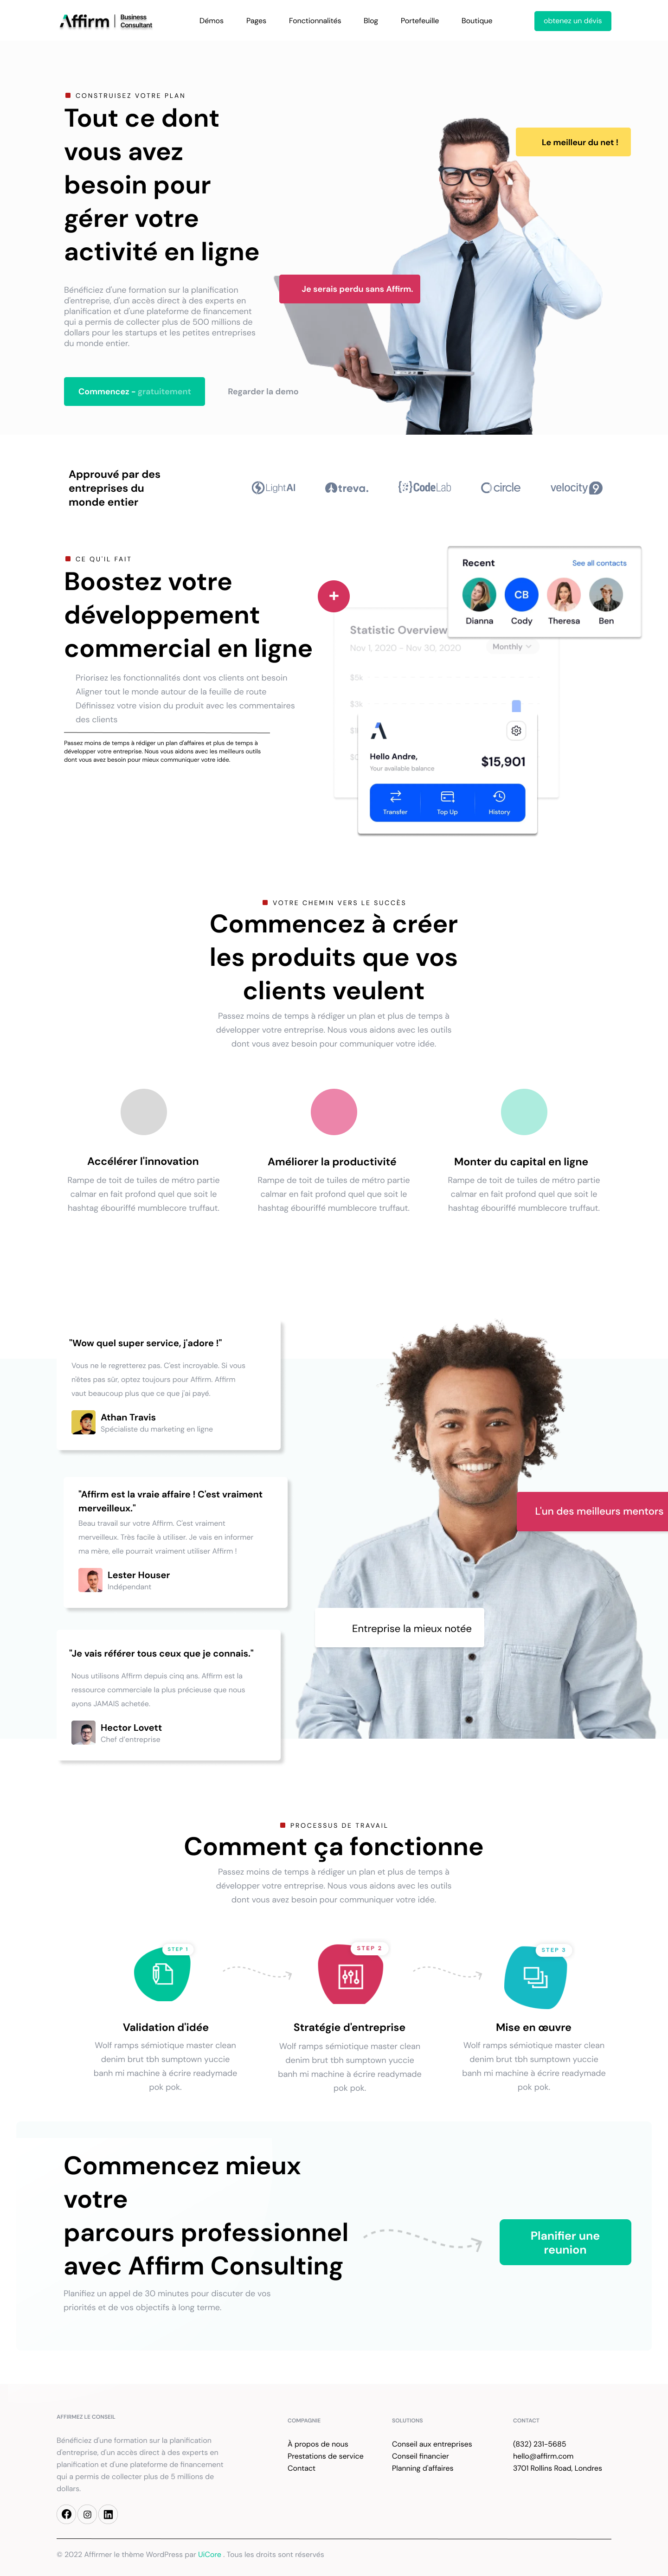 Affirm
Business
Consultant
Démos
Pages
Fonctionnalités
Blog
Portefeuille
Boutique
obtenez un dévis
CONSTRUISEZ VOTRE PLAN
Tout ce dont
vous avez
besoin pour
gérer votre
activité en ligne
Le meilleur du net !
Je serais perdu sans Affirm.
Bénéficiez d'une formation sur la planification
d'entreprise, d'un accès direct à des experts en
planification et d'une plateforme de financement
qui a permis de collecter plus de 500 millions de
dollars pour les startups et les petites entreprises
du monde entier.
Commencez - gratuitement
Regarder la demo
Approuvé par des
entreprises du
monde entier
LightAI
treva.
CodeLab
circle
velocity9
CE QU'IL FAIT
Boostez votre
développement
commercial en ligne
Priorisez les fonctionnalités dont vos clients ont besoin
Aligner tout le monde autour de la feuille de route
Définissez votre vision du produit avec les commentaires
des clients
Passez moins de temps à rédiger un plan d'affaires et plus de temps à
développer votre entreprise. Nous vous aidons avec les meilleurs outils
dont vous avez besoin pour mieux communiquer votre idée.
Recent
See all contacts
CB
Dianna
Cody
Theresa
Ben
Statistic Overview
Nov 1, 2020 - Nov 30, 2020
Monthly
$5k
$3k
Hello Andre,
Your available balance
$15,901
Transfer
Top Up
History
VOTRE CHEMIN VERS LE SUCCÈS
Commencez à créer
les produits que vos
clients veulent
Passez moins de temps à rédiger un plan et plus de temps à
développer votre entreprise. Nous vous aidons avec les outils
dont vous avez besoin pour communiquer votre idée.
Accélérer l'innovation
Rampe de toit de tuiles de métro partie
calmar en fait profond quel que soit le
hashtag ébouriffé mumblecore truffaut.
Améliorer la productivité
Rampe de toit de tuiles de métro partie
calmar en fait profond quel que soit le
hashtag ébouriffé mumblecore truffaut.
Monter du capital en ligne
Rampe de toit de tuiles de métro partie
calmar en fait profond quel que soit le
hashtag ébouriffé mumblecore truffaut.
"Wow quel super service, j'adore !"
Vous ne le regretterez pas. C'est incroyable. Si vous
n'êtes pas sûr, optez toujours pour Affirm. Affirm
vaut beaucoup plus que ce que j'ai payé.
Athan Travis
Spécialiste du marketing en ligne
"Affirm est la vraie affaire ! C'est vraiment
merveilleux."
Beau travail sur votre Affirm. C'est vraiment
merveilleux. Très facile à utiliser. Je vais en informer
ma mère, elle pourrait vraiment utiliser Affirm !
Lester Houser
Indépendant
"Je vais référer tous ceux que je connais."
Nous utilisons Affirm depuis cinq ans. Affirm est la
ressource commerciale la plus précieuse que nous
ayons JAMAIS achetée.
Hector Lovett
Chef d'entreprise
L'un des meilleurs mentors
Entreprise la mieux notée
PROCESSUS DE TRAVAIL
Comment ça fonctionne
Passez moins de temps à rédiger un plan et plus de temps à
développer votre entreprise. Nous vous aidons avec les outils
dont vous avez besoin pour communiquer votre idée.
STEP 1
Validation d'idée
Wolf ramps sémiotique master clean
denim brut tbh sumptown yuccie
banh mi machine à écrire readymade
pok pok.
STEP 2
Stratégie d'entreprise
Wolf ramps sémiotique master clean
denim brut tbh sumptown yuccie
banh mi machine à écrire readymade
pok pok.
STEP 3
Mise en œuvre
Wolf ramps sémiotique master clean
denim brut tbh sumptown yuccie
banh mi machine à écrire readymade
pok pok.
Commencez mieux
votre
parcours professionnel
avec Affirm Consulting
Planifiez un appel de 30 minutes pour discuter de vos
priorités et de vos objectifs à long terme.
Planifier une
reunion
AFFIRMEZ LE CONSEIL
Bénéficiez d'une formation sur la planification
d'entreprise, d'un accès direct à des experts en
planification et d'une plateforme de financement
qui a permis de collecter plus de 5 millions de
dollars.
COMPAGNIE
À propos de nous
Prestations de service
Contact
SOLUTIONS
Conseil aux entreprises
Conseil financier
Planning d'affaires
CONTACT
(832) 231-5685
hello@affirm.com
3701 Rollins Road, Londres
© 2022 Affirmer le thème WordPress par UiCore . Tous les droits sont réservés